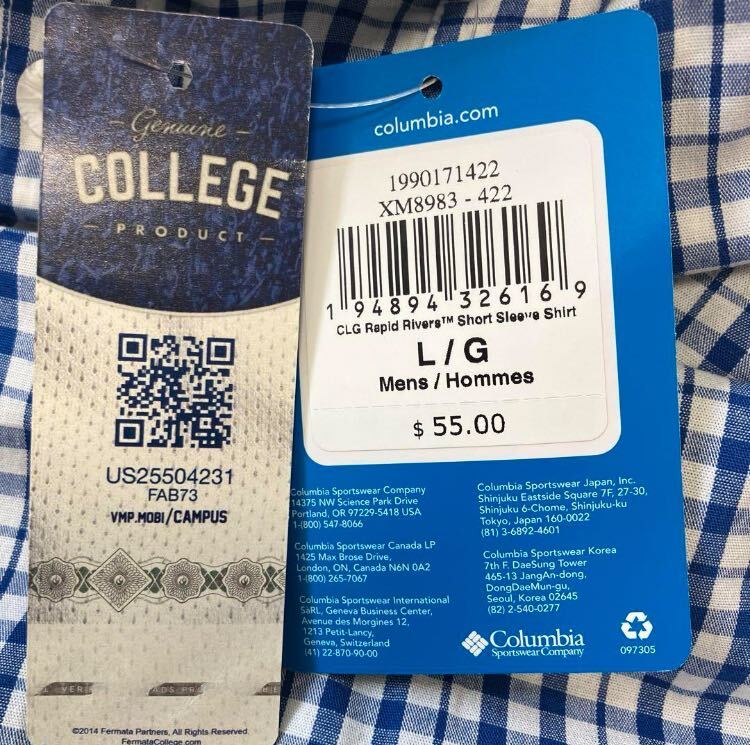 Genuine
COLLEGE
PRODUCT
US25504231
FAB73
VMP.MOBI/CAMPUS
©2014 Fermata Partners, All Rights Reserved.
FermataCollege.com
columbia.com
1990171422
XM8983 - 422
1 94894 32616 9
CLG Rapid Rivers™ Short Sleeve Shirt
L / G
Mens / Hommes
$ 55.00
Columbia Sportswear Company
14375 NW Science Park Drive
Portland, OR 97229-5418 USA
1-(800) 547-8066
Columbia Sportswear Canada LP
1425 Max Brose Drive,
London, ON, Canada N6N 0A2
1-(800) 265-7067
Columbia Sportswear International
SáRL, Geneva Business Center,
Avenue des Morgines 12,
1213 Petit-Lancy,
Geneva, Switzerland
(41) 22-870-90-00
Columbia Sportswear Japan, Inc.
Shinjuku Eastside Square 7F, 27-30,
Shinjuku 6-Chome, Shinjuku-ku
Tokyo, Japan 160-0022
(81) 3-6892-4601
Columbia Sportswear Korea
7th F. DaeSung Tower
465-13 JangAn-dong,
DongDaeMun-gu,
Seoul, Korea 02645
(82) 2-540-0277
Columbia
Sportswear Company
097305